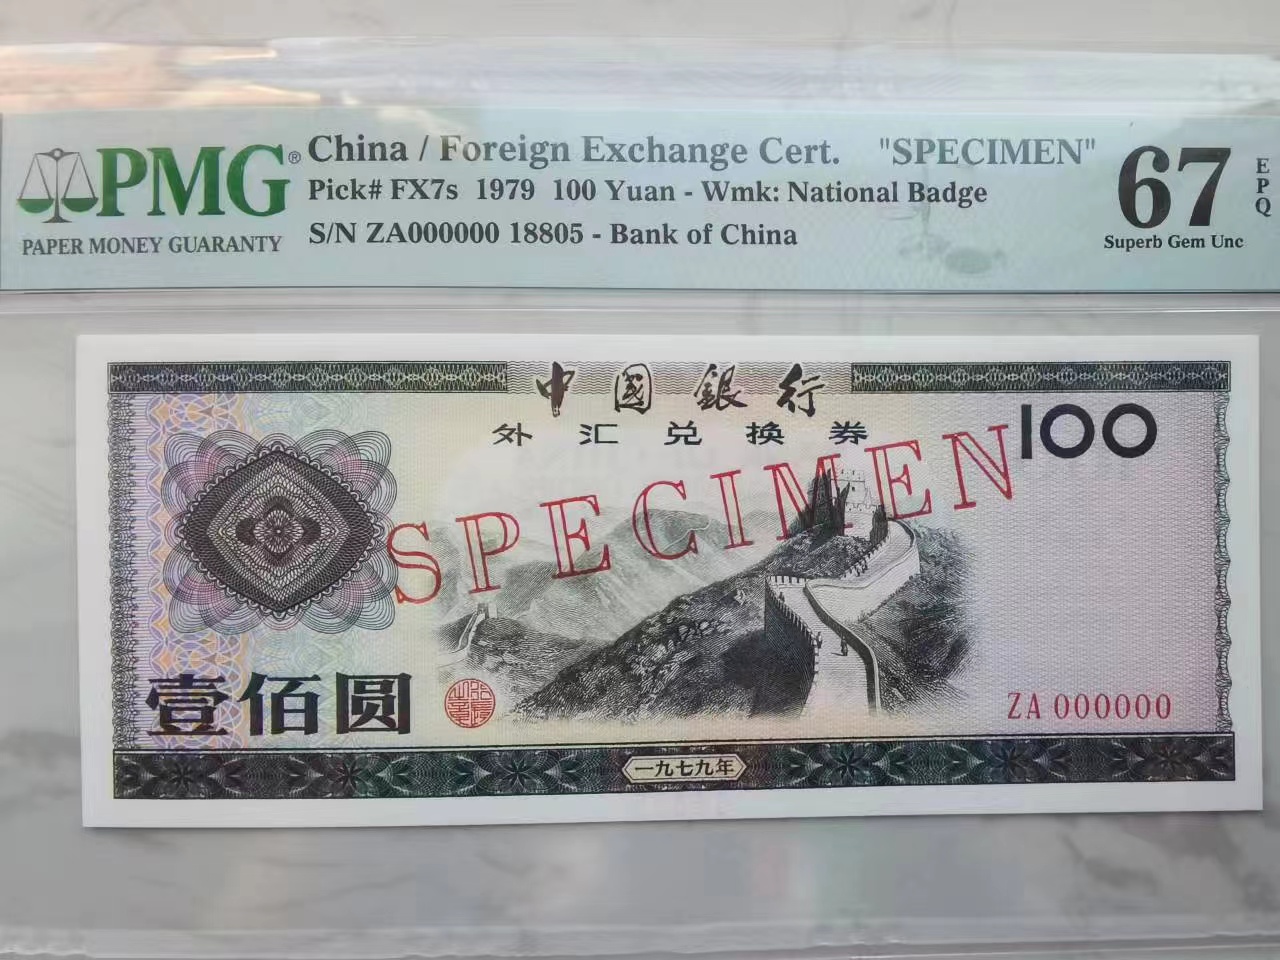 PMG®
PAPER MONEY GUARANTY
China / Foreign Exchange Cert. "SPECIMEN"
Pick# FX7s 1979 100 Yuan - Wmk: National Badge
S/N ZA000000 18805 - Bank of China
67
EPQ
Superb Gem Unc
中國銀行
外汇兑换券
100
SPECIMEN
壹佰圆
ZA 000000
一九七九年